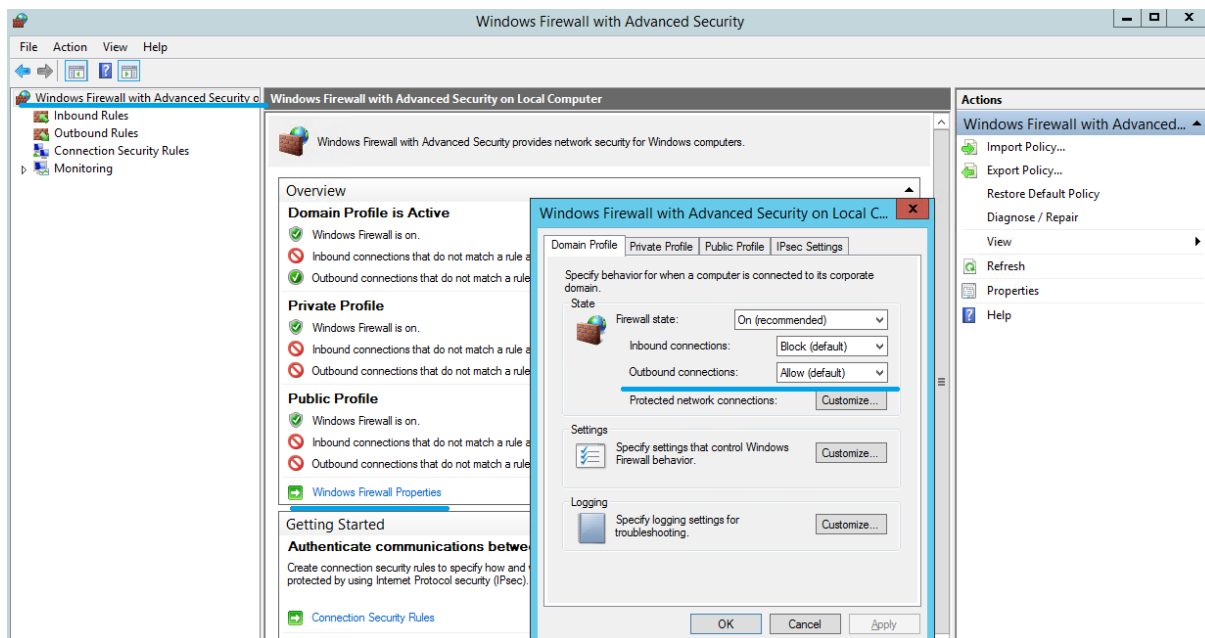 Windows Firewall with Advanced Security
File Action View Help
Windows Firewall with Advanced Security o
Inbound Rules
Outbound Rules
Connection Security Rules
Monitoring
Windows Firewall with Advanced Security on Local Computer
Windows Firewall with Advanced Security provides network security for Windows computers.
Overview
Domain Profile is Active
Windows Firewall is on.
Inbound connections that do not match a rule a
Outbound connections that do not match a rule
Private Profile
Windows Firewall is on.
Inbound connections that do not match a rule a
Outbound connections that do not match a rule
Public Profile
Windows Firewall is on.
Inbound connections that do not match a rule a
Outbound connections that do not match a rule
Windows Firewall Properties
Getting Started
Authenticate communications betwe
Create connection security rules to specify how and
protected by using Internet Protocol security (IPsec).
Connection Security Rules
Windows Firewall with Advanced Security on Local C...
Domain Profile Private Profile Public Profile IPsec Settings
Specify behavior for when a computer is connected to its corporate
domain.
State
Firewall state: On (recommended)
Inbound connections: Block (default)
Outbound connections: Allow (default)
Protected network connections: Customize...
Settings
Specify settings that control Windows
Firewall behavior.
Customize...
Logging
Specify logging settings for
troubleshooting.
Customize...
OK Cancel Apply
Actions
Windows Firewall with Advanced...
Import Policy...
Export Policy...
Restore Default Policy
Diagnose / Repair
View
Refresh
Properties
Help